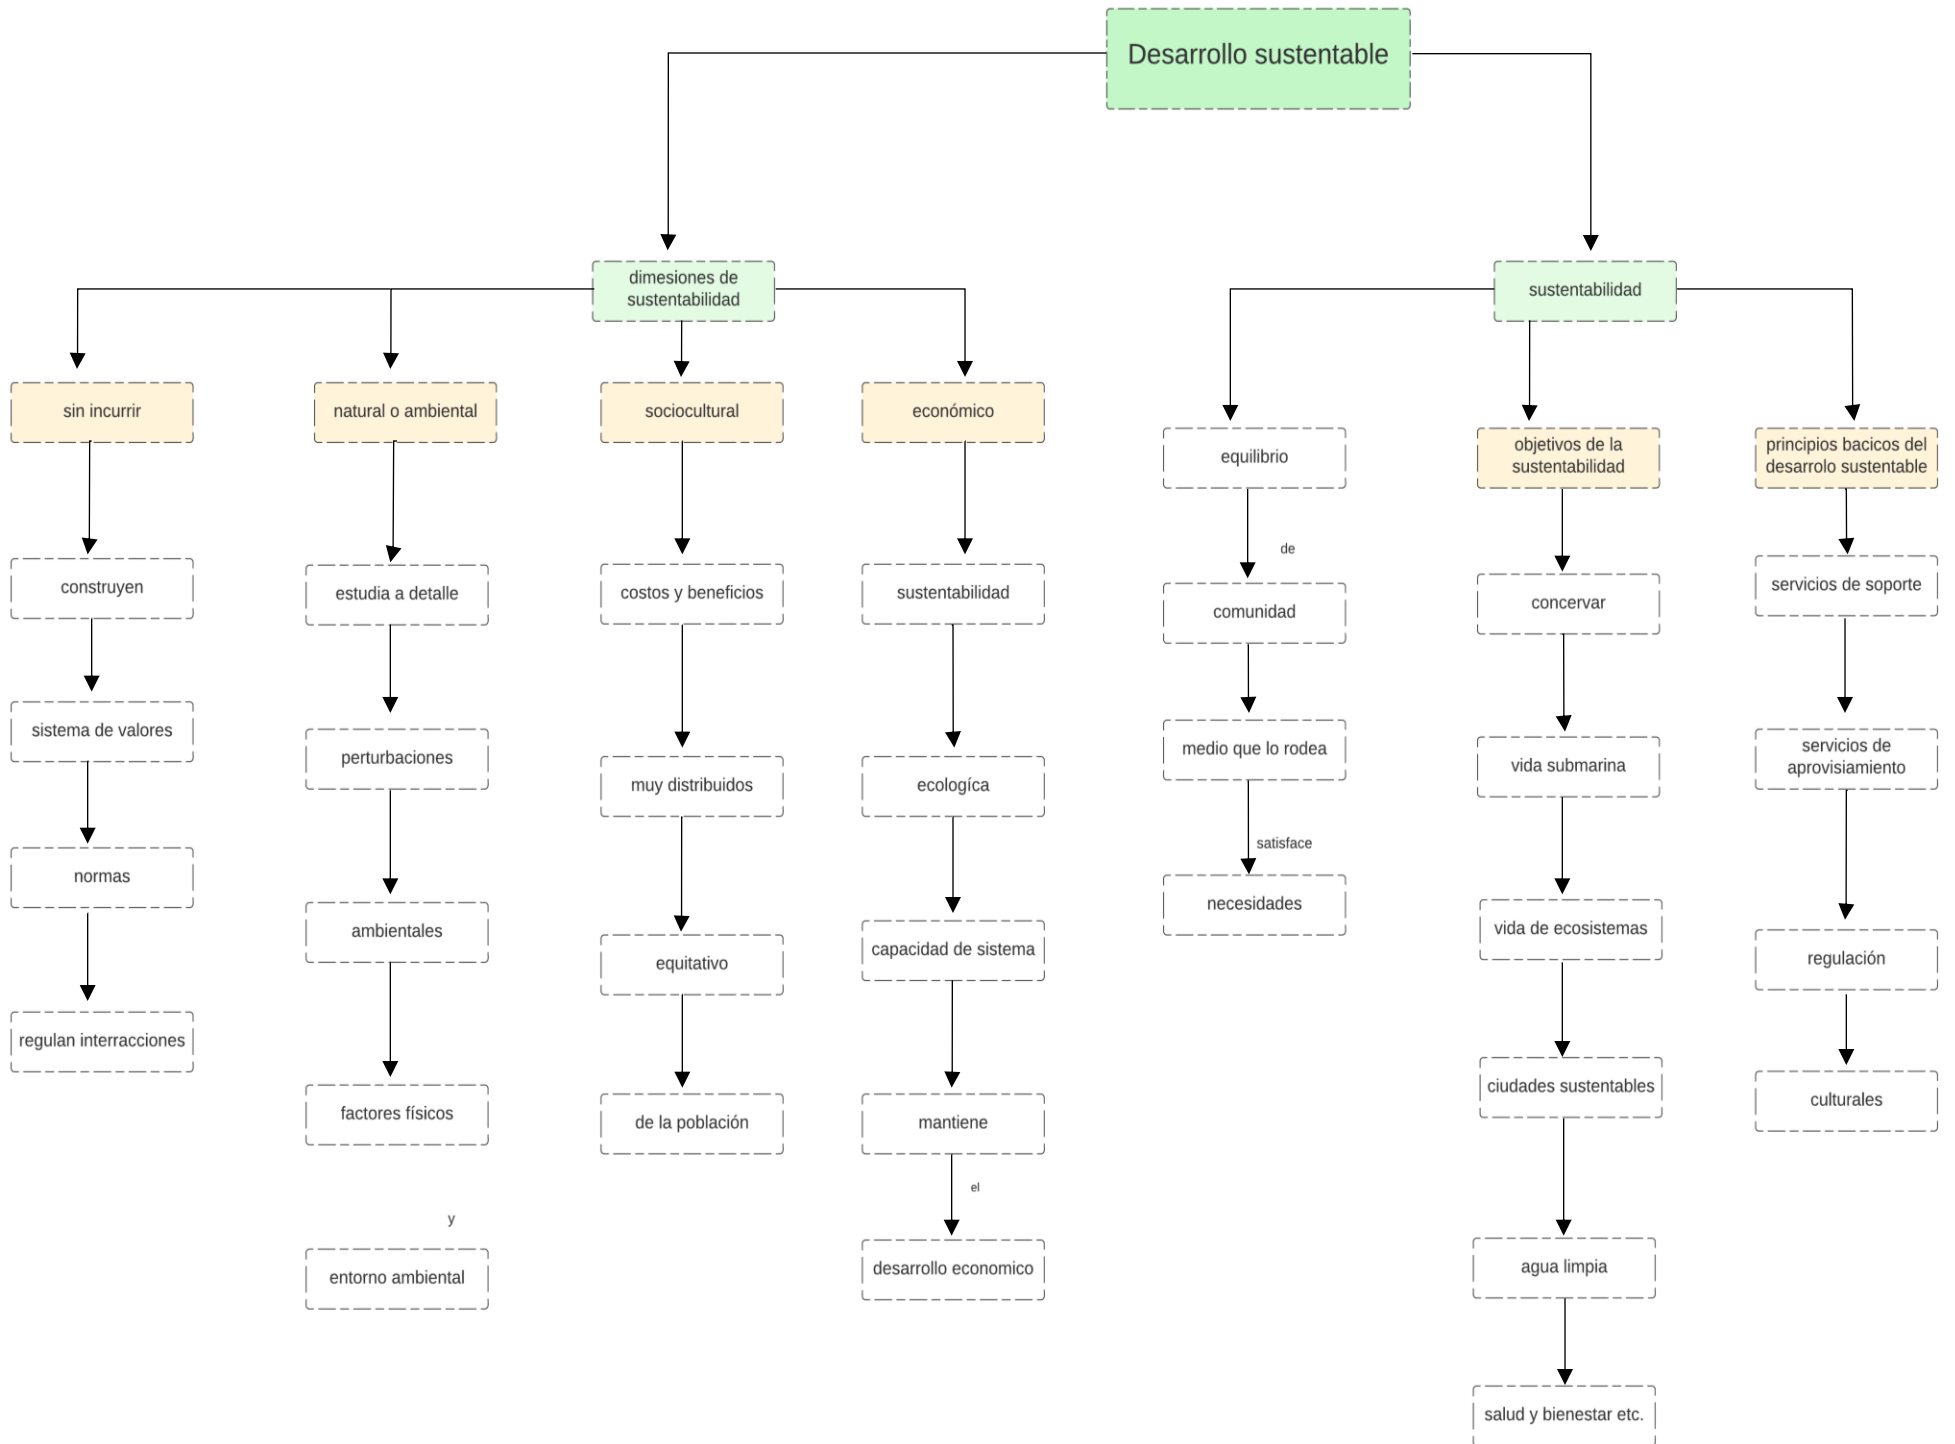 Desarrollo sustentable
dimesiones de
sustentabilidad
sustentabilidad
sin incurrir
natural o ambiental
sociocultural
económico
equilibrio
objetivos de la
sustentabilidad
principios bacicos del
desarrolo sustentable
construyen
estudia a detalle
costos y beneficios
sustentabilidad
de
comunidad
concervar
servicios de soporte
sistema de valores
perturbaciones
muy distribuidos
ecologíca
medio que lo rodea
vida submarina
servicios de
aprovisiamiento
satisface
normas
ambientales
equitativo
capacidad de sistema
necesidades
vida de ecosistemas
regulación
regulan interracciones
factores físicos
de la población
mantiene
ciudades sustentables
culturales
el
y
entorno ambiental
desarrollo economico
agua limpia
salud y bienestar etc.